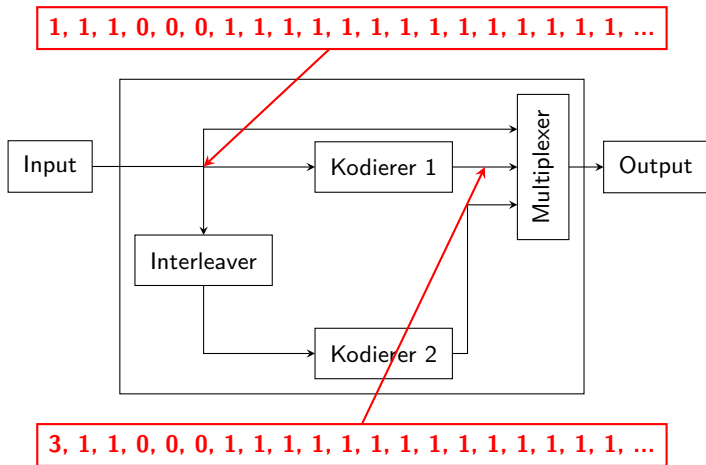 1, 1, 1, 0, 0, 0, 1, 1, 1, 1, 1, 1, 1, 1, 1, 1, 1, 1, 1, 1, ...
Input
Kodierer 1
Multiplexer
Output
Interleaver
Kodierer 2
3, 1, 1, 0, 0, 0, 1, 1, 1, 1, 1, 1, 1, 1, 1, 1, 1, 1, 1, 1, ...